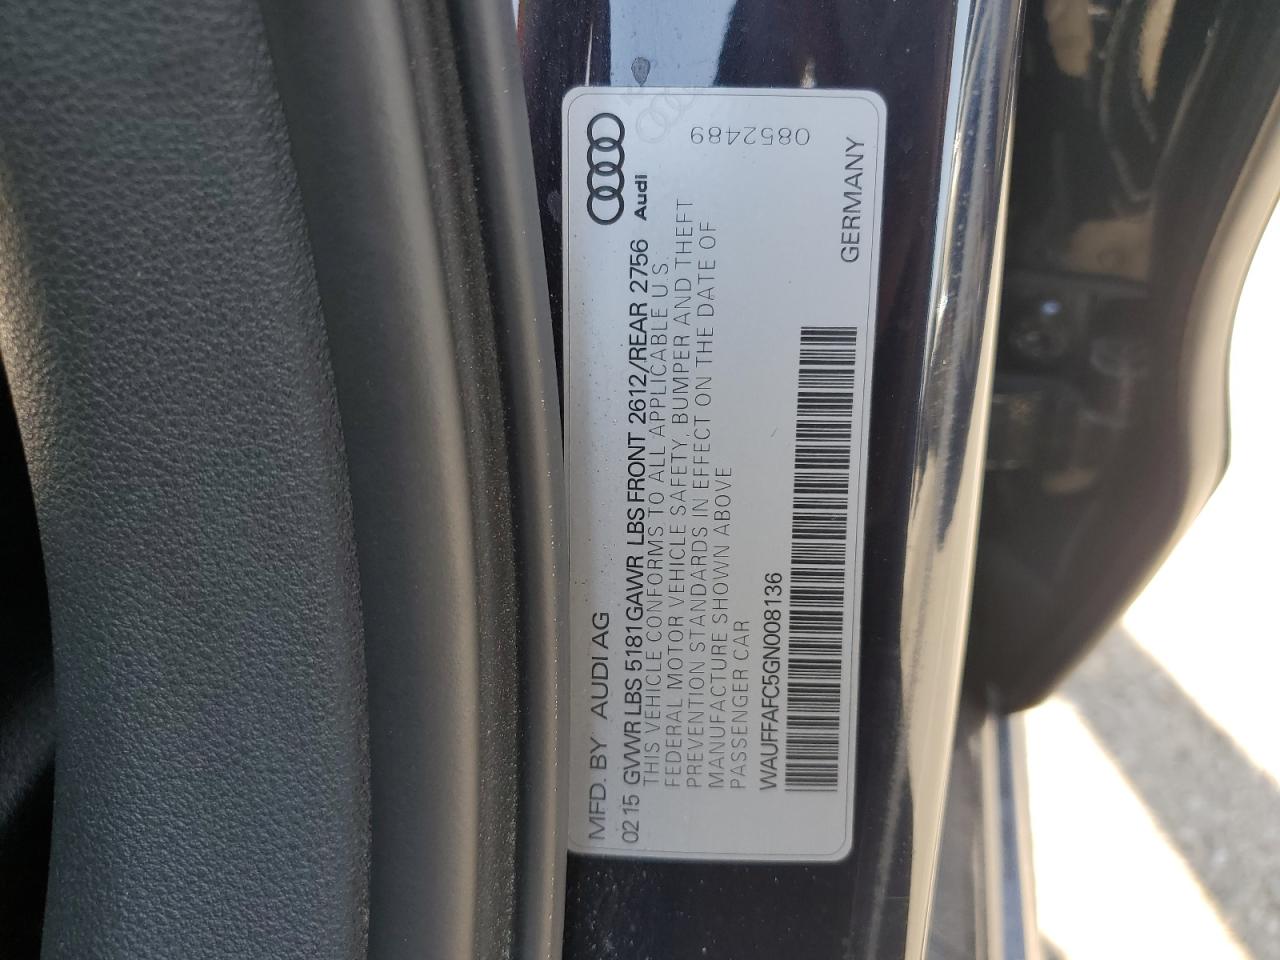 MFD. BY AUDI AG
Audi
02 15 GVWR LBS 5181 GAWR LBS FRONT 2612/REAR 2756
THIS VEHICLE CONFORMS TO ALL APPLICABLE U.S.
FEDERAL MOTOR VEHICLE SAFETY, BUMPER AND THEFT
PREVENTION STANDARDS IN EFFECT ON THE DATE OF
MANUFACTURE SHOWN ABOVE
PASSENGER CAR
WAUFFAFC5GN008136
GERMANY
0852489